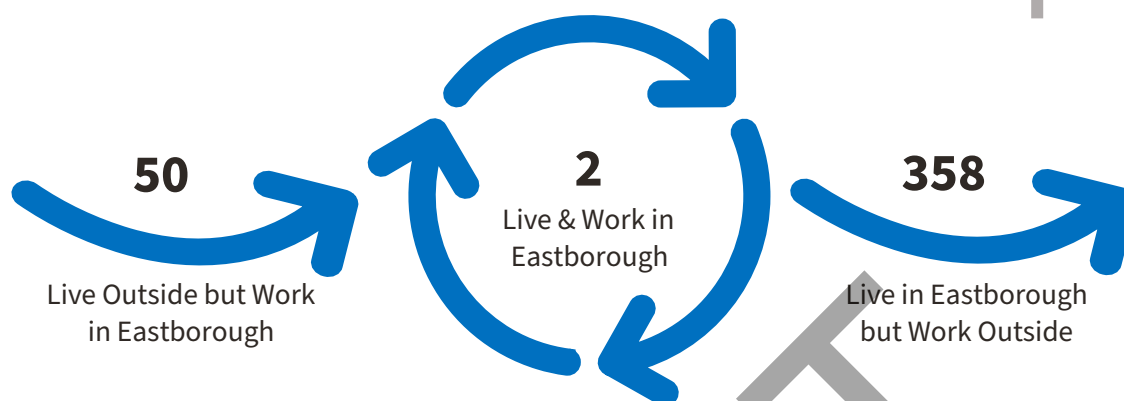 50
Live Outside but Work
in Eastborough
2
Live & Work in
Eastborough
358
Live in Eastborough
but Work Outside